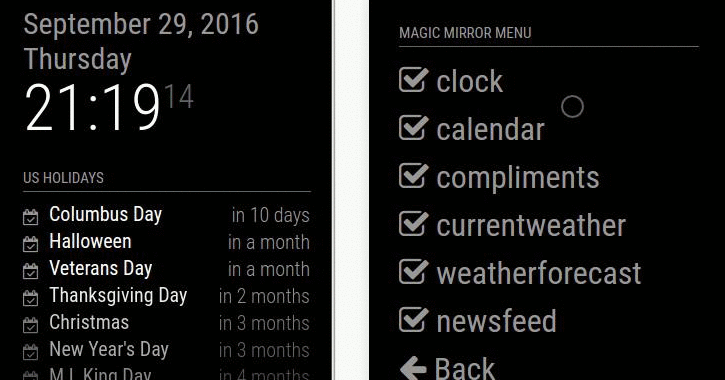 September 29, 2016
Thursday
21:19 14
US HOLIDAYS
Columbus Day in 10 days
Halloween in a month
Veterans Day in a month
Thanksgiving Day in 2 months
Christmas in 3 months
New Year's Day in 3 months
M.L. King Day in 4 months
MAGIC MIRROR MENU
clock
calendar
compliments
currentweather
weatherforecast
newsfeed
Back